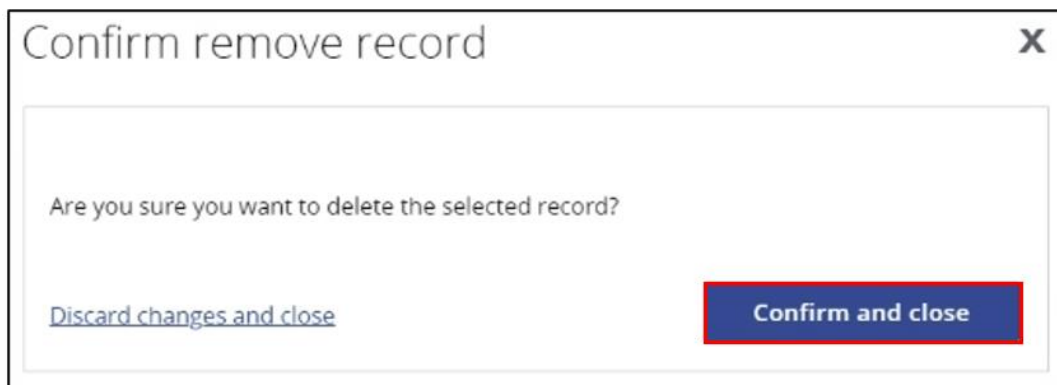 Confirm remove record
X
Are you sure you want to delete the selected record?
Discard changes and close
Confirm and close